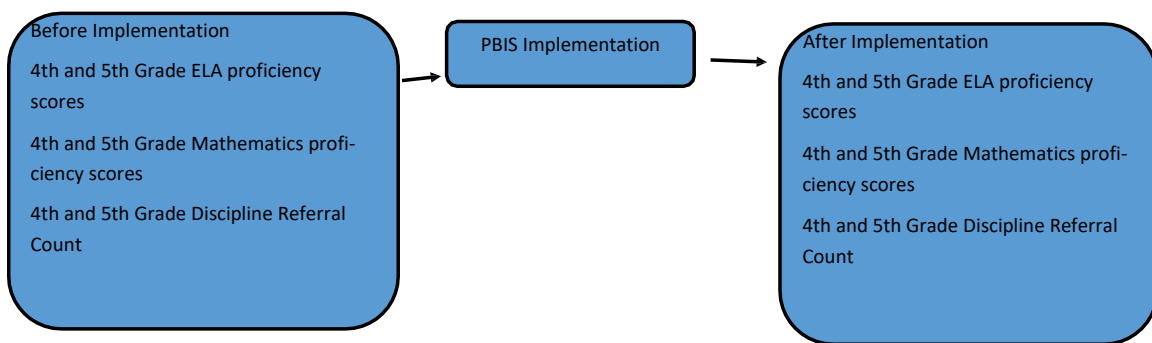 Before Implementation
4th and 5th Grade ELA proficiency
scores
4th and 5th Grade Mathematics profi-
ciency scores
4th and 5th Grade Discipline Referral
Count
PBIS Implementation
After Implementation
4th and 5th Grade ELA proficiency
scores
4th and 5th Grade Mathematics profi-
ciency scores
4th and 5th Grade Discipline Referral
Count